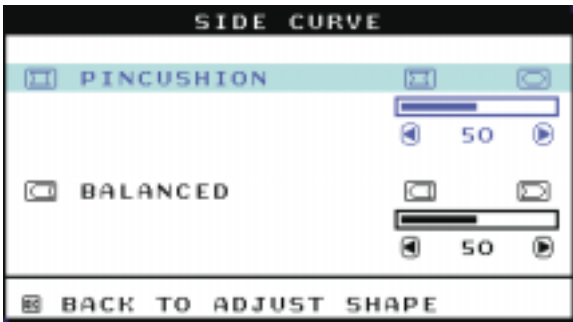 SIDE CURVE
PINCUSHION
50
BALANCED
50
BACK TO ADJUST SHAPE